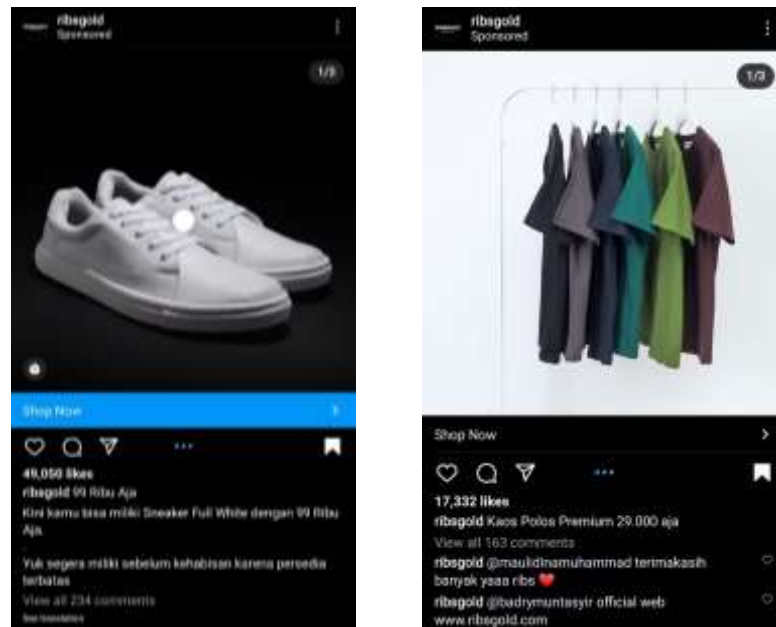 ribsgold
Sponsored
1/3
Shop Now
49,050 likes
ribsgold 99 Ribu Aja
Kini kamu bisa miliki Sneaker Full White dengan 99 Ribu
Aja
.
Yuk segera miliki sebelum kehabisan karena persedia
terbatas
View all 234 comments
See translation
ribsgold
Sponsored
1/3
Shop Now
17,332 likes
ribsgold Kaos Polos Premium 29.000 aja
View all 163 comments
ribsgold @maulidinamuhammad terimakasih
banyak yaaa ribs ❤️
ribsgold @badrymuntasyir official web
www.ribsgold.com